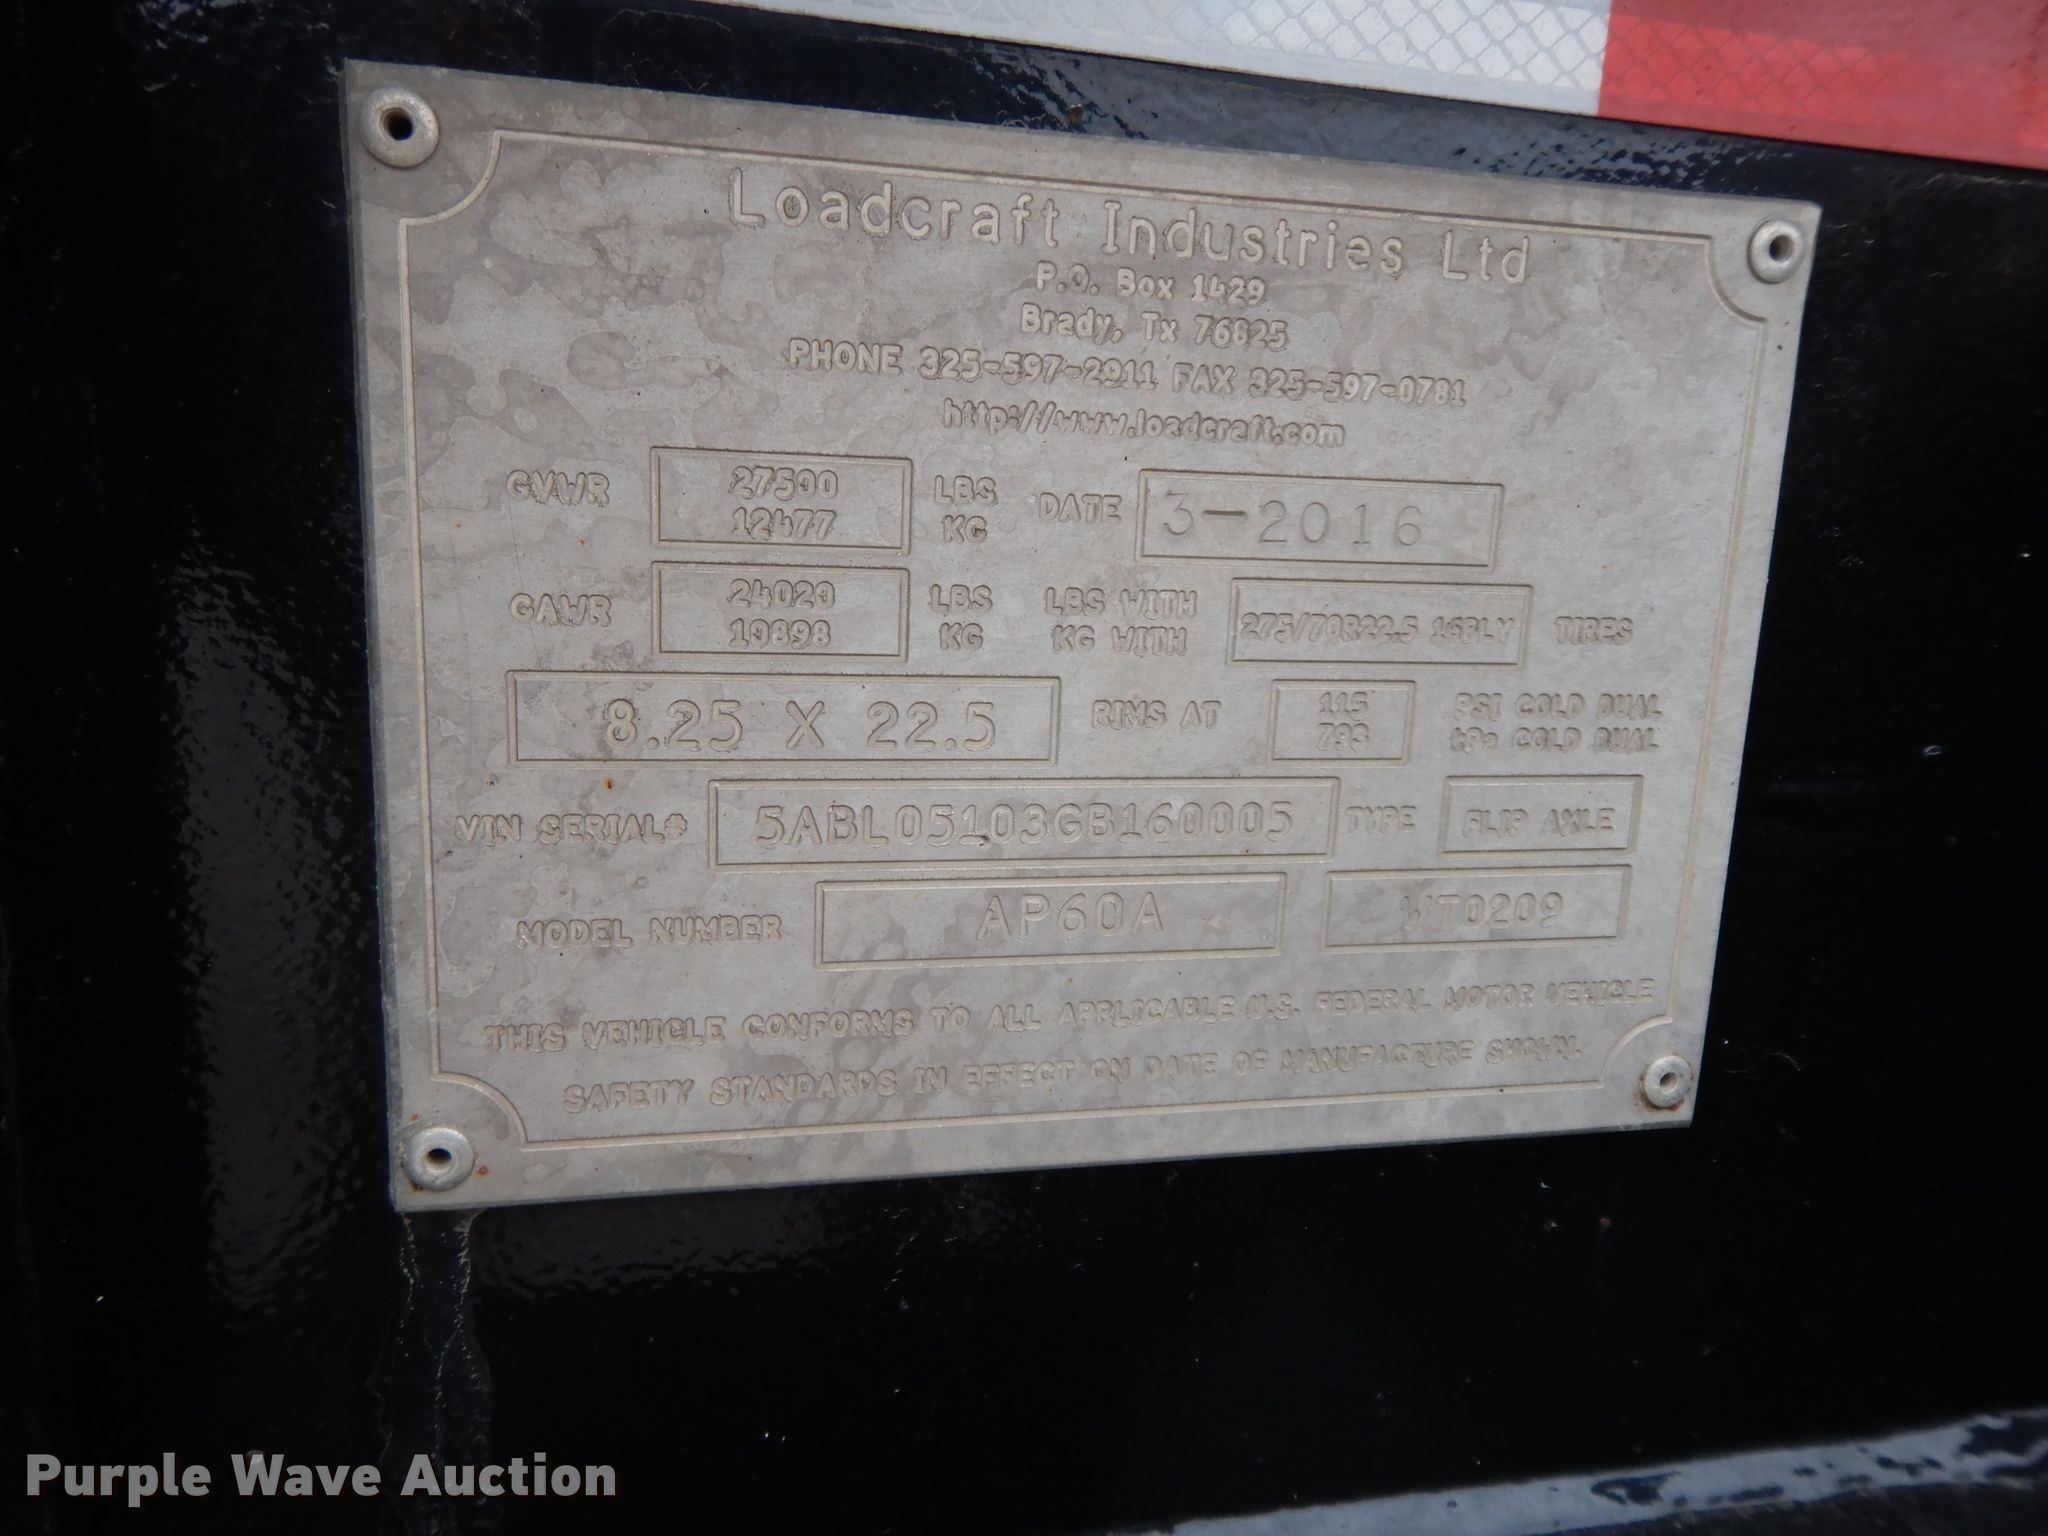 Loadcraft Industries Ltd
P.O. Box 1429
Brady, Tx 76825
PHONE 325-597-2911 FAX 325-597-0781
http://www.loadcraft.com
GVWR 27500 LBS DATE 3-2016
12477 KG
GAWR 24020 LBS LBS WITH 275/70R22.5 16PLY TIRES
10898 KG KG WITH
8.25 X 22.5 RIMS AT 115 PSI COLD DUAL
793 kPa COLD DUAL
VIN SERIAL# 5ABL05103GB160005 TYPE FLIP AXLE
MODEL NUMBER AP60A WT0209
THIS VEHICLE CONFORMS TO ALL APPLICABLE U.S. FEDERAL MOTOR VEHICLE
SAFETY STANDARDS IN EFFECT ON DATE OF MANUFACTURE SHOWN.
Purple Wave Auction